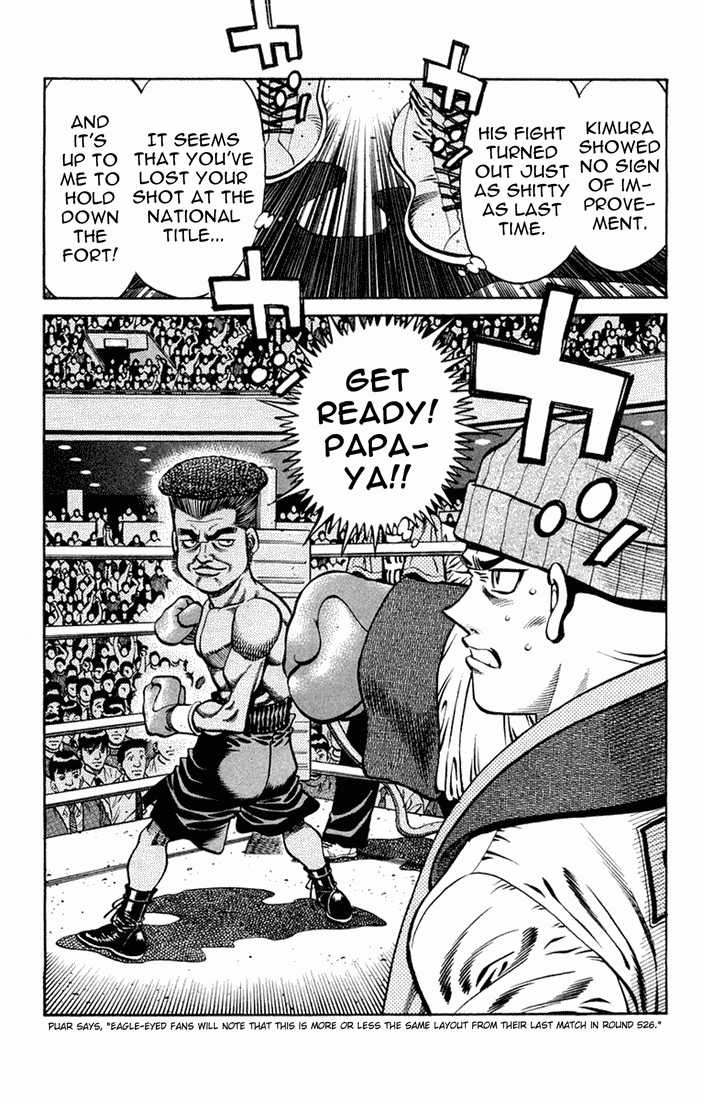 KIMURA
SHOWED
NO SIGN
OF IM-
PROVE-
MENT.
HIS FIGHT
TURNED
OUT JUST
AS SHITTY
AS LAST
TIME.
IT SEEMS
THAT YOU'VE
LOST YOUR
SHOT AT THE
NATIONAL
TITLE...
AND
IT'S
UP TO
ME TO
HOLD
DOWN
THE
FORT!
GET
READY!
PAPA-
YA!!
PUAR SAYS, "EAGLE-EYED FANS WILL NOTE THAT THIS IS MORE OR LESS THE SAME LAYOUT FROM THEIR LAST MATCH IN ROUND 526."